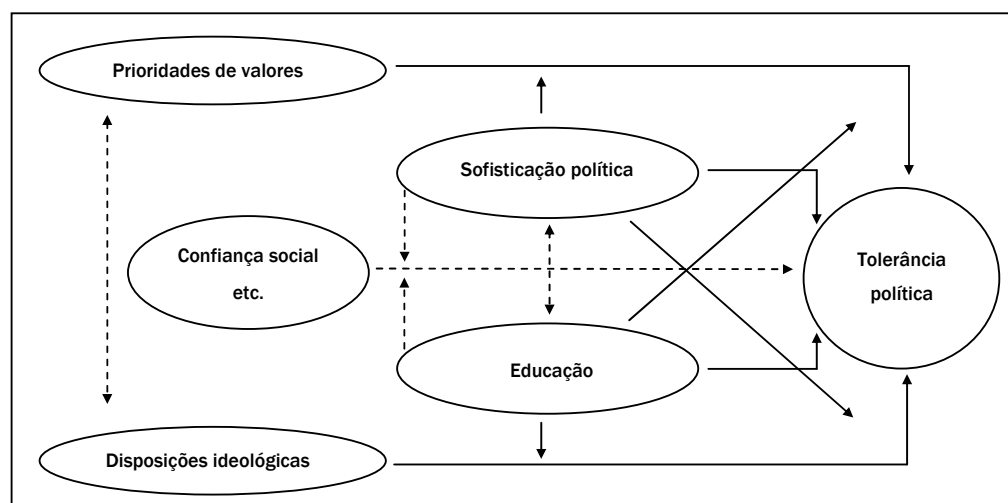 Prioridades de valores
Sofisticação política
Confiança social
etc.
Tolerância
política
Educação
Disposições ideológicas